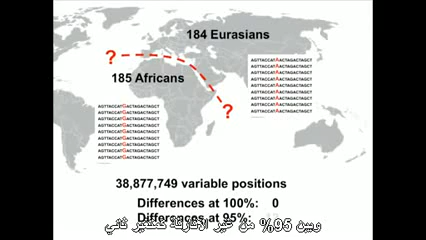 184 Eurasians
?
185 Africans
AGTTACCATAACTAGACTAGCT
AGTTACCATAACTAGACTAGCT
AGTTACCATAACTAGACTAGCT
AGTTACCATAACTAGACTAGCT
AGTTACCATAACTAGACTAGCT
AGTTACCATAACTAGACTAGCT
AGTTACCATAACTAGACTAGCT
AGTTACCATAACTAGACTAGCT
?
AGTTACCATGACTAGACTAGCT
AGTTACCATGACTAGACTAGCT
AGTTACCATGACTAGACTAGCT
AGTTACCATGACTAGACTAGCT
AGTTACCATGACTAGACTAGCT
AGTTACCATGACTAGACTAGCT
AGTTACCATGACTAGACTAGCT
AGTTACCATGACTAGACTAGCT
38,877,749 variable positions
Differences at 100%: 0
Differences at 95%:
وبين 95% من غير الأفارقة كمتغير ثاني